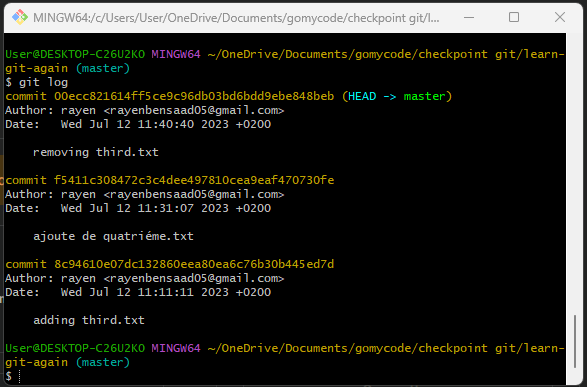 MINGW64:/c/Users/User/OneDrive/Documents/gomycode/checkpoint git/l...
User@DESKTOP-C26U2KO MINGW64 ~/OneDrive/Documents/gomycode/checkpoint git/learn-
git-again (master)
$ git log
commit 00ecc821614ff5ce9c96db03bd6bdd9ebe848beb (HEAD -> master)
Author: rayen <rayenbensaad05@gmail.com>
Date:   Wed Jul 12 11:40:40 2023 +0200
    removing third.txt
commit f5411c308472c3c4dee497810cea9eaf470730fe
Author: rayen <rayenbensaad05@gmail.com>
Date:   Wed Jul 12 11:31:07 2023 +0200
    ajoute de quatriéme.txt
commit 8c94610e07dc132860eea80ea6c76b30b445ed7d
Author: rayen <rayenbensaad05@gmail.com>
Date:   Wed Jul 12 11:11:11 2023 +0200
    adding third.txt
User@DESKTOP-C26U2KO MINGW64 ~/OneDrive/Documents/gomycode/checkpoint git/learn-
git-again (master)
$